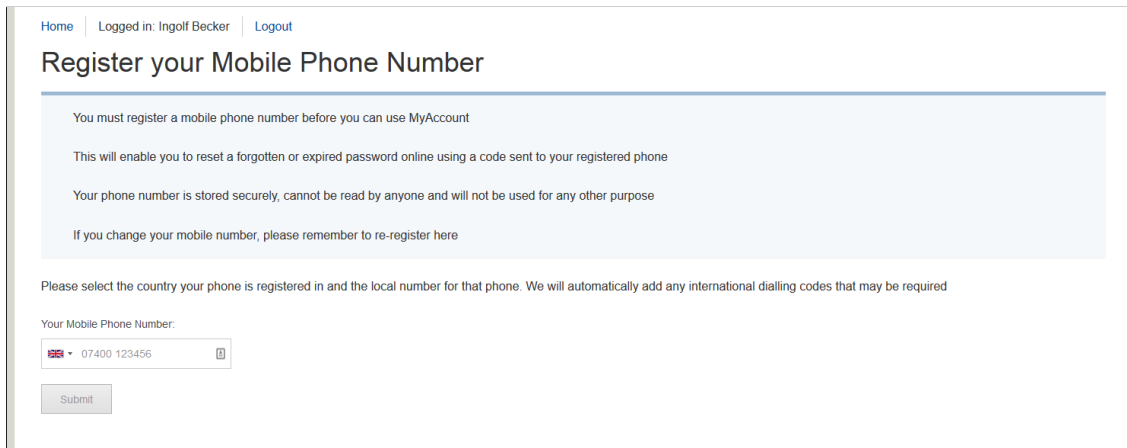 Home Logged in: Ingolf Becker Logout
Register your Mobile Phone Number
You must register a mobile phone number before you can use MyAccount
This will enable you to reset a forgotten or expired password online using a code sent to your registered phone
Your phone number is stored securely, cannot be read by anyone and will not be used for any other purpose
If you change your mobile number, please remember to re-register here
Please select the country your phone is registered in and the local number for that phone. We will automatically add any international dialling codes that may be required
Your Mobile Phone Number:
07400 123456
Submit